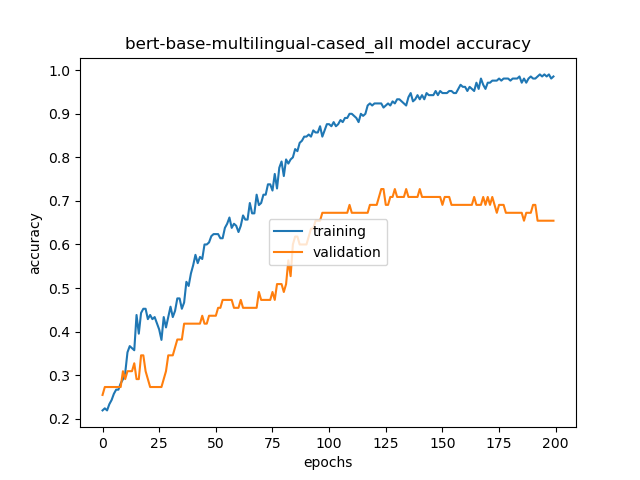 bert-base-multilingual-cased_all model accuracy
1.0
0.9
0.8
0.7
0.6
0.5
0.4
0.3
0.2
accuracy
training
validation
0 25 50 75 100 125 150 175 200
epochs